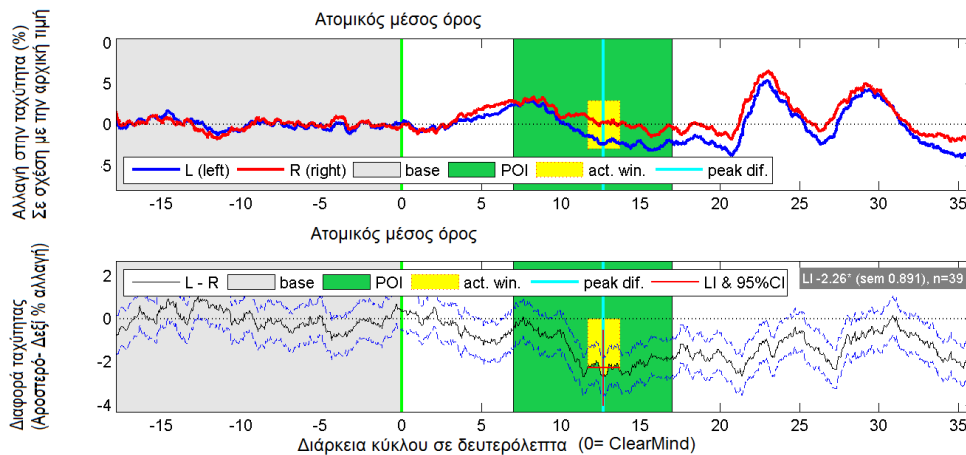 Ατομικός μέσος όρος
Αλλαγή στην ταχύτητα (%)
Σε σχέση με την αρχική τιμή
0
5
0
-5
L (left) R (right) base POI act. win. peak dif.
-15 -10 -5 0 5 10 15 20 25 30 35
Ατομικός μέσος όρος
Διαφορά ταχύτητας
(Αροστερό- Δεξί % αλλαγή)
2
0
-2
-4
L - R base POI act. win. peak dif. LI & 95%CI
LI -2.26* (sem 0.891), n=39
-15 -10 -5 0 5 10 15 20 25 30 35
Διάρκεια κύκλου σε δευτερόλεπτα (0= ClearMind)